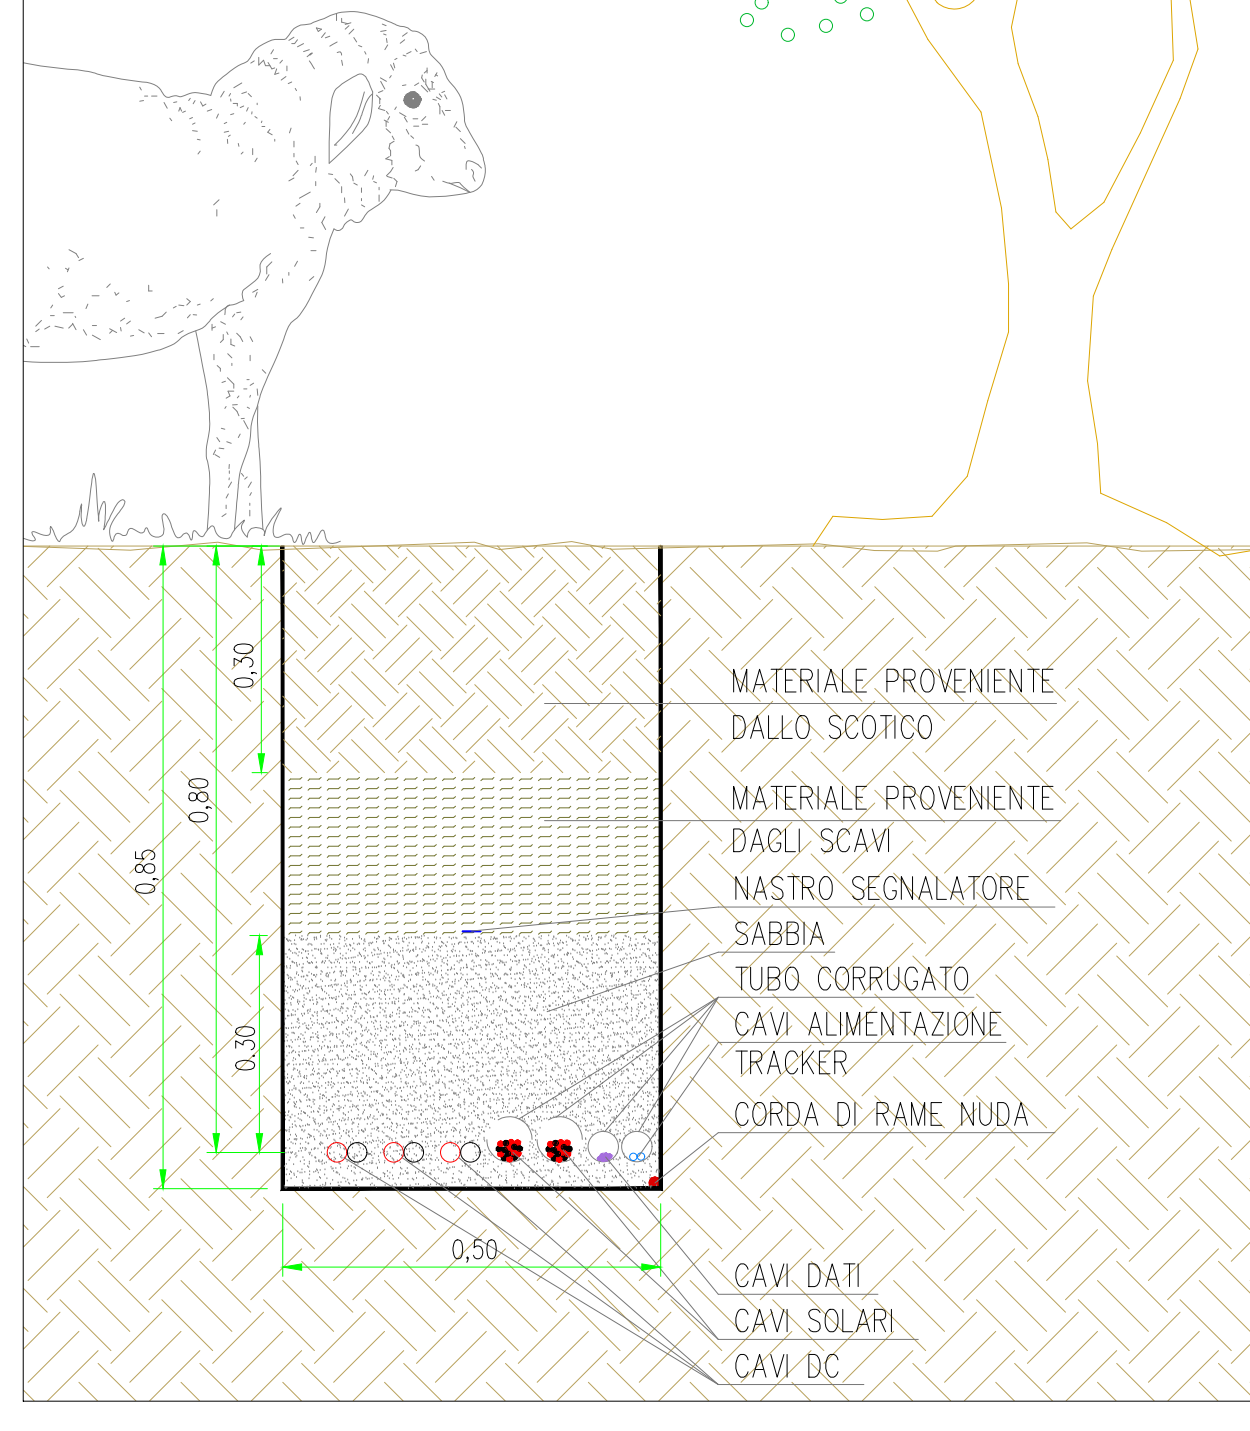 0,30
0,80
0,85
0.30
0,50
MATERIALE PROVENIENTE
DALLO SCOTICO
MATERIALE PROVENIENTE
DAGLI SCAVI
NASTRO SEGNALATORE
SABBIA
TUBO CORRUGATO
CAVI ALIMENTAZIONE
TRACKER
CORDA DI RAME NUDA
CAVI DATI
CAVI SOLARI
CAVI DC